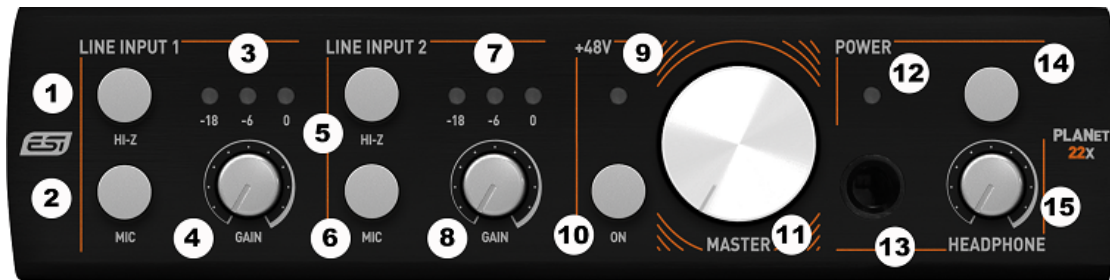 LINE INPUT 1
3
LINE INPUT 2
7
+48V
9
POWER
12
14
1
-18
-6
0
HI-Z
5
-18
-6
0
HI-Z
ESI
PLANET
22X
2
MIC
4
GAIN
6
MIC
8
GAIN
10
ON
MASTER
11
13
HEADPHONE
15